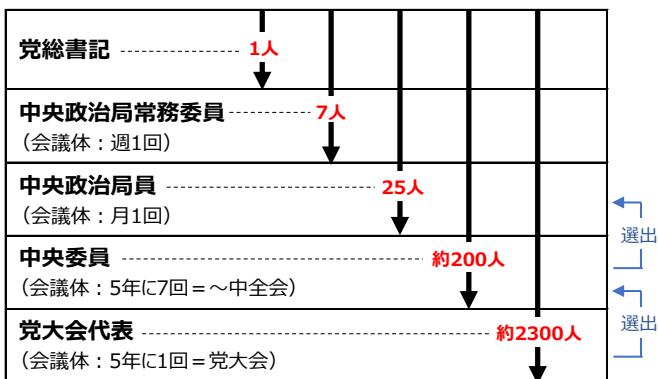 党総書記 1人
中央政治局常務委員 7人
（会議体：週1回）
中央政治局員 25人
（会議体：月1回）
選出
中央委員 約200人
（会議体：5年に7回＝～中全会）
選出
党大会代表 約2300人
（会議体：5年に1回＝党大会）